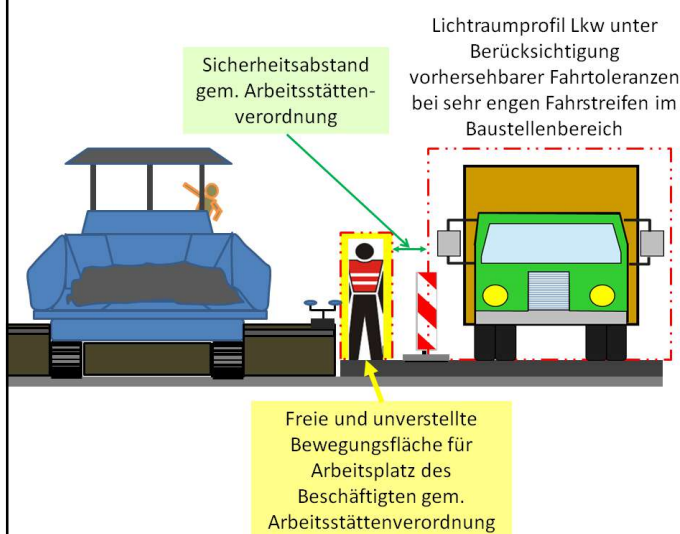 Lichtraumprofil Lkw unter
Berücksichtigung
vorhersehbarer Fahrtoleranzen
bei sehr engen Fahrstreifen im
Baustellenbereich
Sicherheitsabstand
gem. Arbeitsstätten-
verordnung
Freie und unverstellte
Bewegungsfläche für
Arbeitsplatz des
Beschäftigten gem.
Arbeitsstättenverordnung